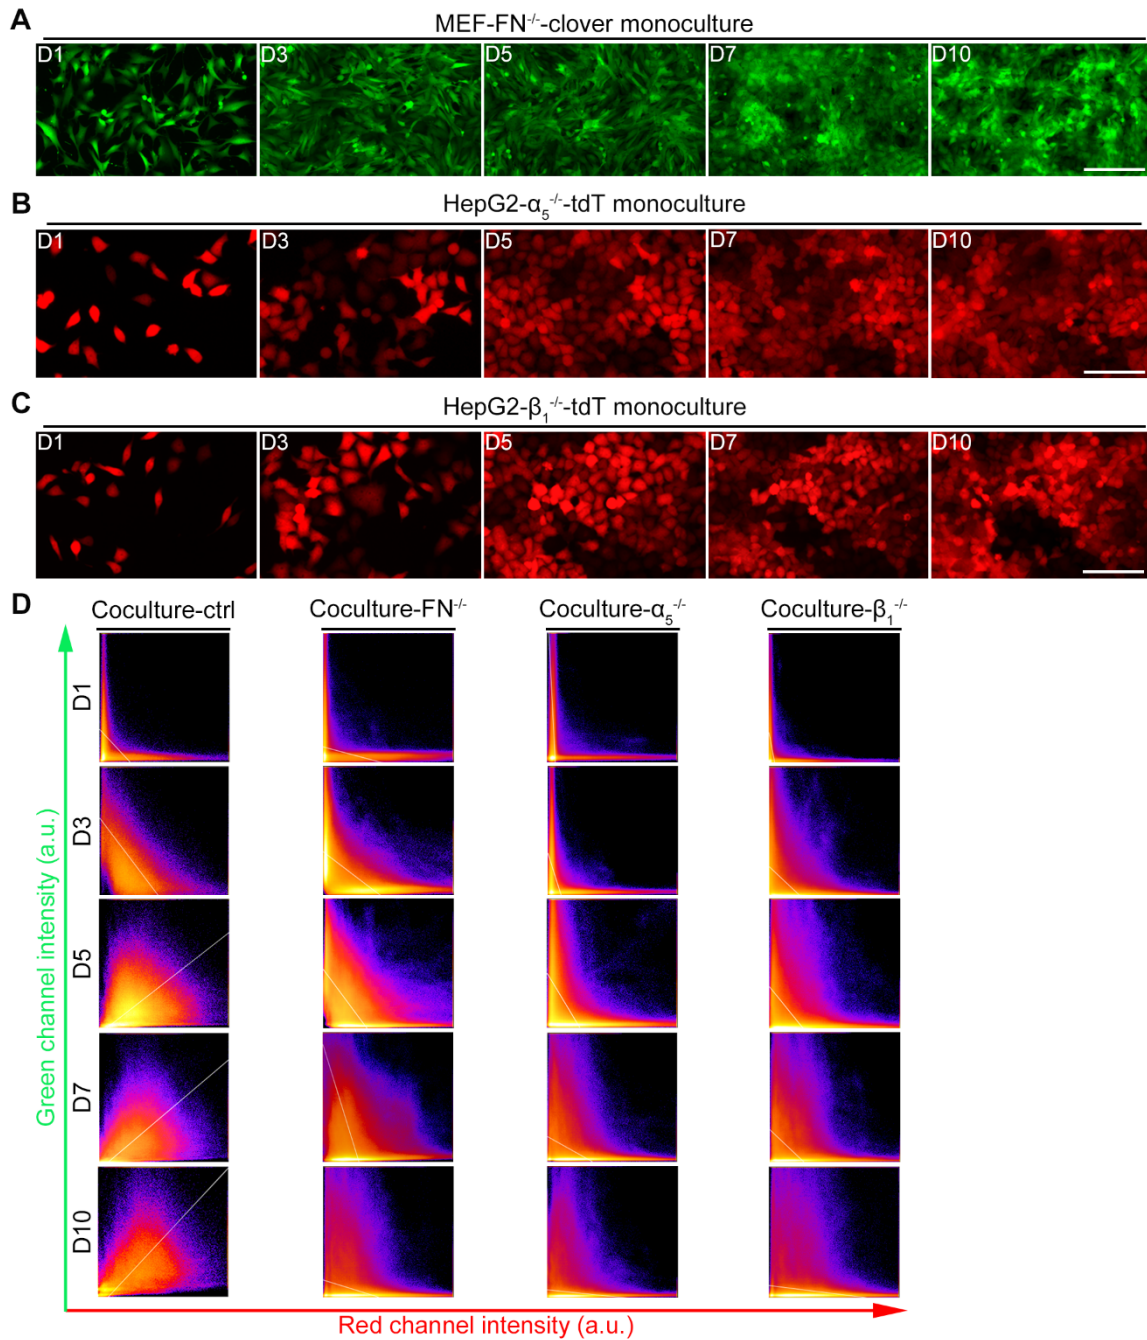 A
MEF-FN⁻/⁻-clover monoculture
D1 D3 D5 D7 D10
B
HepG2-α₅⁻/⁻-tdT monoculture
D1 D3 D5 D7 D10
C
HepG2-β₁⁻/⁻-tdT monoculture
D1 D3 D5 D7 D10
D
Coculture-ctrl Coculture-FN⁻/⁻ Coculture-α₅⁻/⁻ Coculture-β₁⁻/⁻
D1
D3
D5
D7
D10
Green channel intensity (a.u.)
Red channel intensity (a.u.)